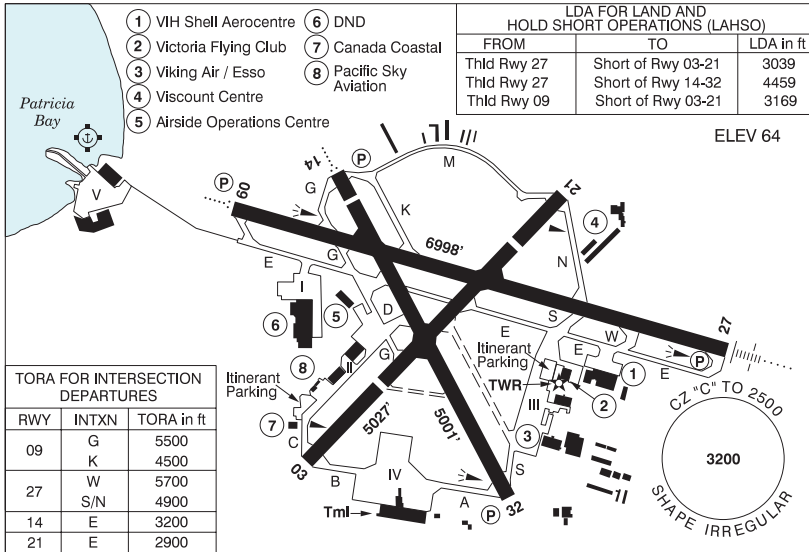 1 VIH Shell Aerocentre
2 Victoria Flying Club
3 Viking Air / Esso
4 Viscount Centre
5 Airside Operations Centre
6 DND
7 Canada Coastal
8 Pacific Sky
Aviation
LDA FOR LAND AND
HOLD SHORT OPERATIONS (LAHSO)
FROM TO LDA in ft
Thld Rwy 27 Short of Rwy 03-21 3039
Thld Rwy 27 Short of Rwy 14-32 4459
Thld Rwy 09 Short of Rwy 03-21 3169
ELEV 64
Patricia
Bay
V
P
09
14
P
G
M
K
21
4
N
6998'
G
E
I
D
6
5
S
E
W
27
P
E
E
1
Itinerant
Parking
TWR
2
III
3
8
II
G
Itinerant
Parking
7
C
5027'
5001'
03
B
IV
A
S
Tml
P
32
CZ "C" TO 2500
3200
SHAPE IRREGULAR
TORA FOR INTERSECTION
DEPARTURES
RWY INTXN TORA in ft
09 G 5500
K 4500
27 W 5700
S/N 4900
14 E 3200
21 E 2900